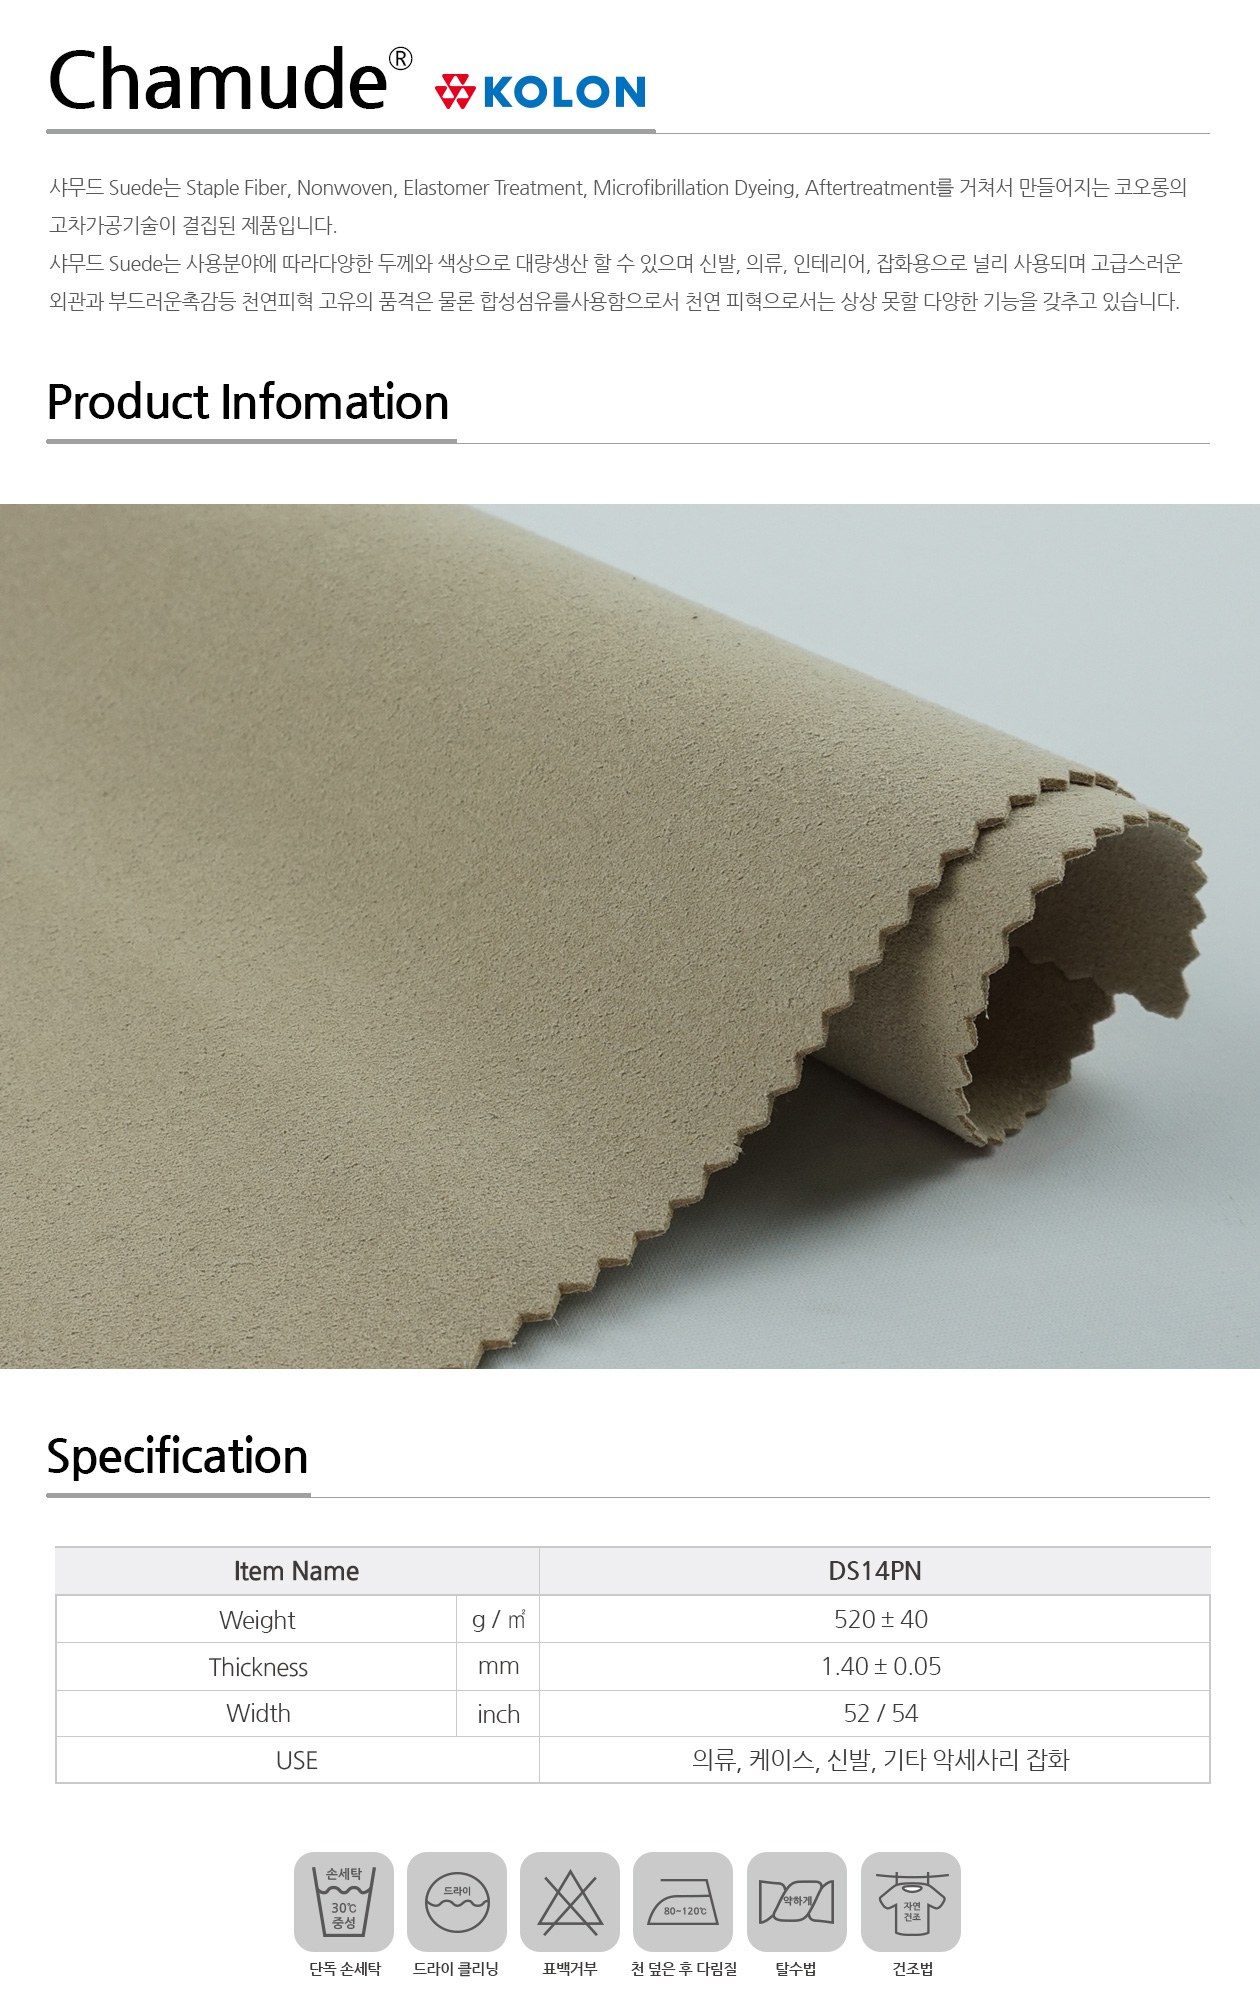 Chamude® KOLON
샤무드 Suede는 Staple Fiber, Nonwoven, Elastomer Treatment, Microfibrillation Dyeing, Aftertreatment를 거쳐서 만들어지는 코오롱의
고차가공기술이 결집된 제품입니다.
샤무드 Suede는 사용분야에 따라다양한 두께와 색상으로 대량생산 할 수 있으며 신발, 의류, 인테리어, 잡화용으로 널리 사용되며 고급스러운
외관과 부드러운촉감등 천연피혁 고유의 품격은 물론 합성섬유를사용함으로서 천연 피혁으로서는 상상 못할 다양한 기능을 갖추고 있습니다.
Product Infomation
Specification
Item Name DS14PN
Weight g / ㎡ 520 ± 40
Thickness mm 1.40 ± 0.05
Width inch 52 / 54
USE 의류, 케이스, 신발, 기타 악세사리 잡화
손세탁
30℃
중성
드라이
80~120℃
약하게
자연
건조
단독 손세탁 드라이 클리닝 표백거부 천 덮은 후 다림질 탈수법 건조법